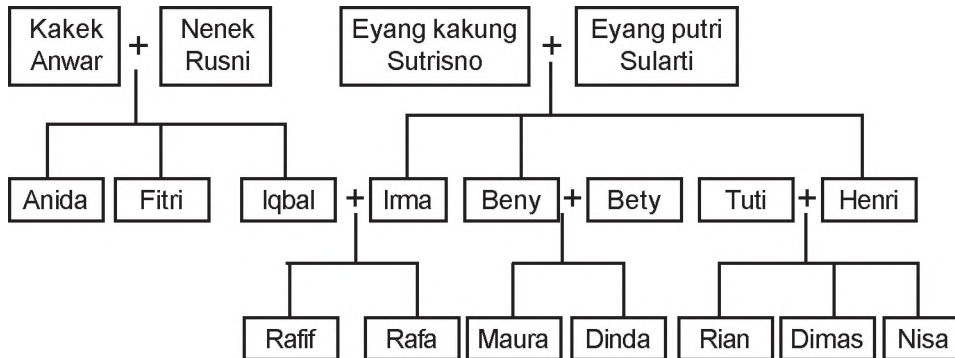 Kakek
Anwar
+
Nenek
Rusni
Eyang kakung
Sutrisno
+
Eyang putri
Sularti
Anida
Fitri
Iqbal
+
Irma
Beny
+
Bety
Tuti
+
Henri
Rafif
Rafa
Maura
Dinda
Rian
Dimas
Nisa